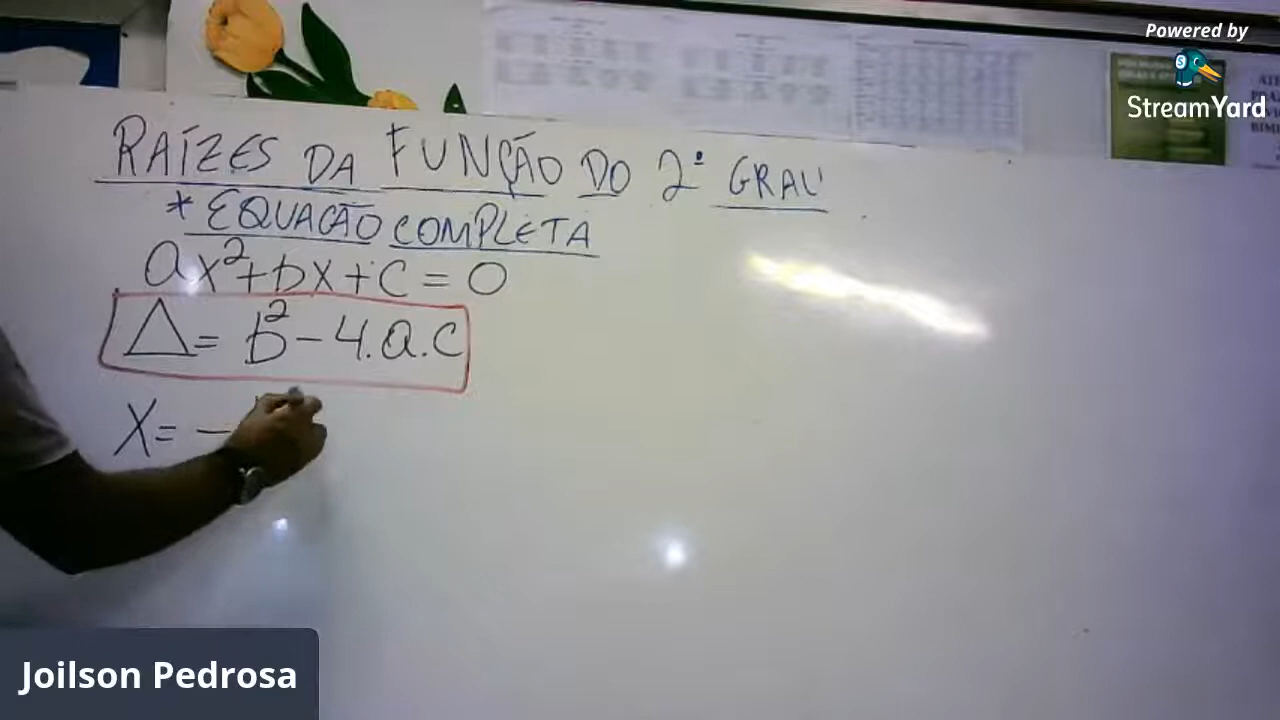 Powered by
StreamYard
RAÍZES DA FUNÇÃO DO 2º GRAU
* EQUAÇÃO COMPLETA
ax²+bx+c=0
Δ= b²-4.a.c
X= -
Joilson Pedrosa